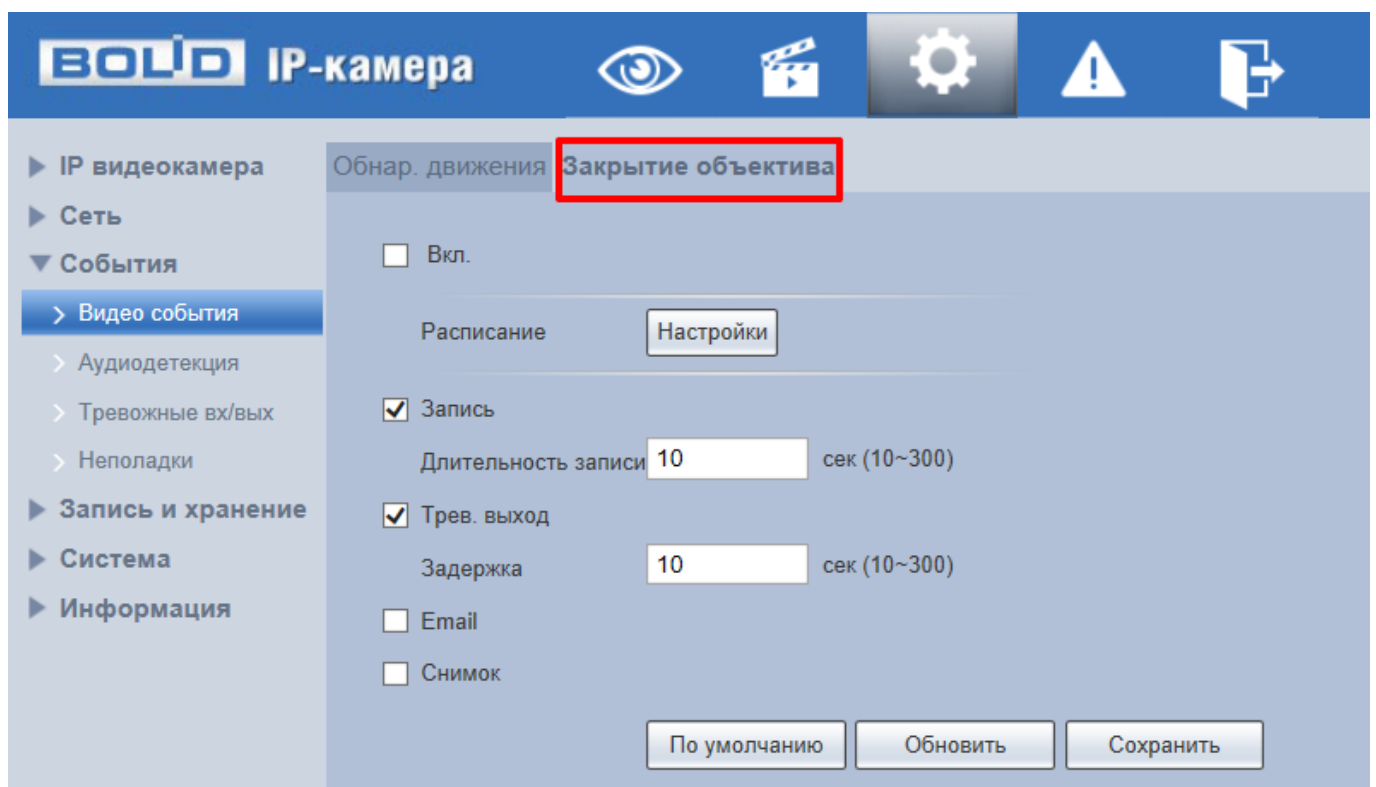 BOLID IP-камера
IP видеокамера
Сеть
События
Видео события
Аудиодетекция
Тревожные вх/вых
Неполадки
Запись и хранение
Система
Информация
Обнар. движения Закрытие объектива
Вкл.
Расписание Настройки
Запись
Длительность записи 10 сек (10~300)
Трев. выход
Задержка 10 сек (10~300)
Email
Снимок
По умолчанию Обновить Сохранить